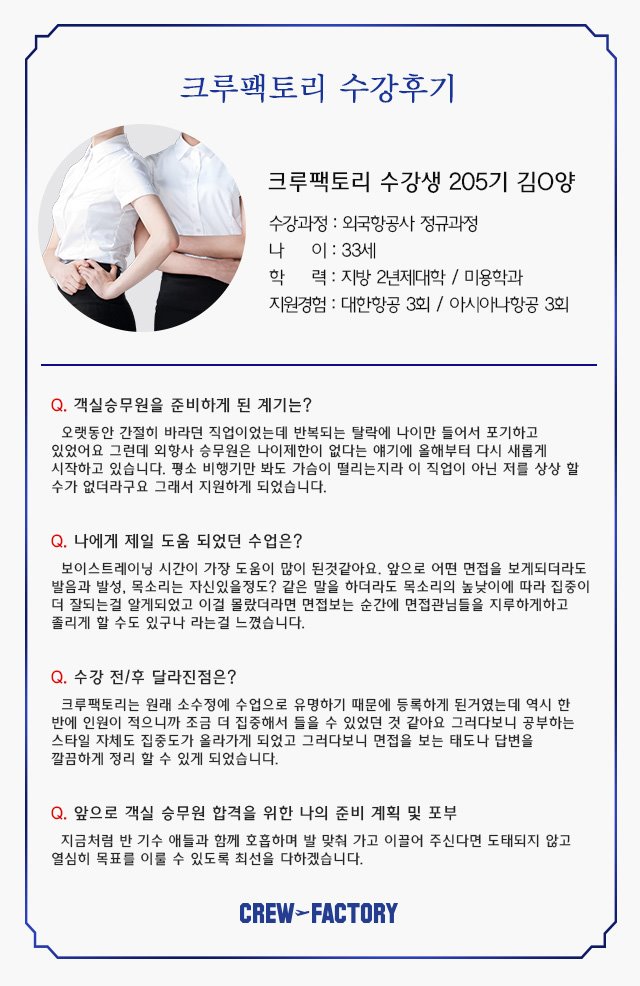 크루팩토리 수강후기
크루팩토리 수강생 205기 김O양
수강과정 : 외국항공사 정규과정
나 이 : 33세
학 력 : 지방 2년제대학 / 미용학과
지원경험 : 대한항공 3회 / 아시아나항공 3회
Q. 객실승무원을 준비하게 된 계기는?
오랫동안 간절히 바라던 직업이었는데 반복되는 탈락에 나이만 들어서 포기하고
있었어요 그런데 외항사 승무원은 나이제한이 없다는 얘기에 올해부터 다시 새롭게
시작하고 있습니다. 평소 비행기만 봐도 가슴이 떨리는지라 이 직업이 아닌 저를 상상 할
수가 없더라구요 그래서 지원하게 되었습니다.
Q. 나에게 제일 도움 되었던 수업은?
보이스트레이닝 시간이 가장 도움이 많이 된것같아요. 앞으로 어떤 면접을 보게되더라도
발음과 발성, 목소리는 자신있을정도? 같은 말을 하더라도 목소리의 높낮이에 따라 집중이
더 잘되는걸 알게되었고 이걸 몰랐더라면 면접보는 순간에 면접관님들을 지루하게하고
졸리게 할 수도 있구나 라는걸 느꼈습니다.
Q. 수강 전/후 달라진점은?
크루팩토리는 원래 소수정예 수업으로 유명하기 때문에 등록하게 된거였는데 역시 한
반에 인원이 적으니까 조금 더 집중해서 들을 수 있었던 것 같아요 그러다보니 공부하는
스타일 자체도 집중도가 올라가게 되었고 그러다보니 면접을 보는 태도나 답변을
깔끔하게 정리 할 수 있게 되었습니다.
Q. 앞으로 객실 승무원 합격을 위한 나의 준비 계획 및 포부
지금처럼 반 기수 애들과 함께 호흡하며 발 맞춰 가고 이끌어 주신다면 도태되지 않고
열심히 목표를 이룰 수 있도록 최선을 다하겠습니다.
CREW FACTORY